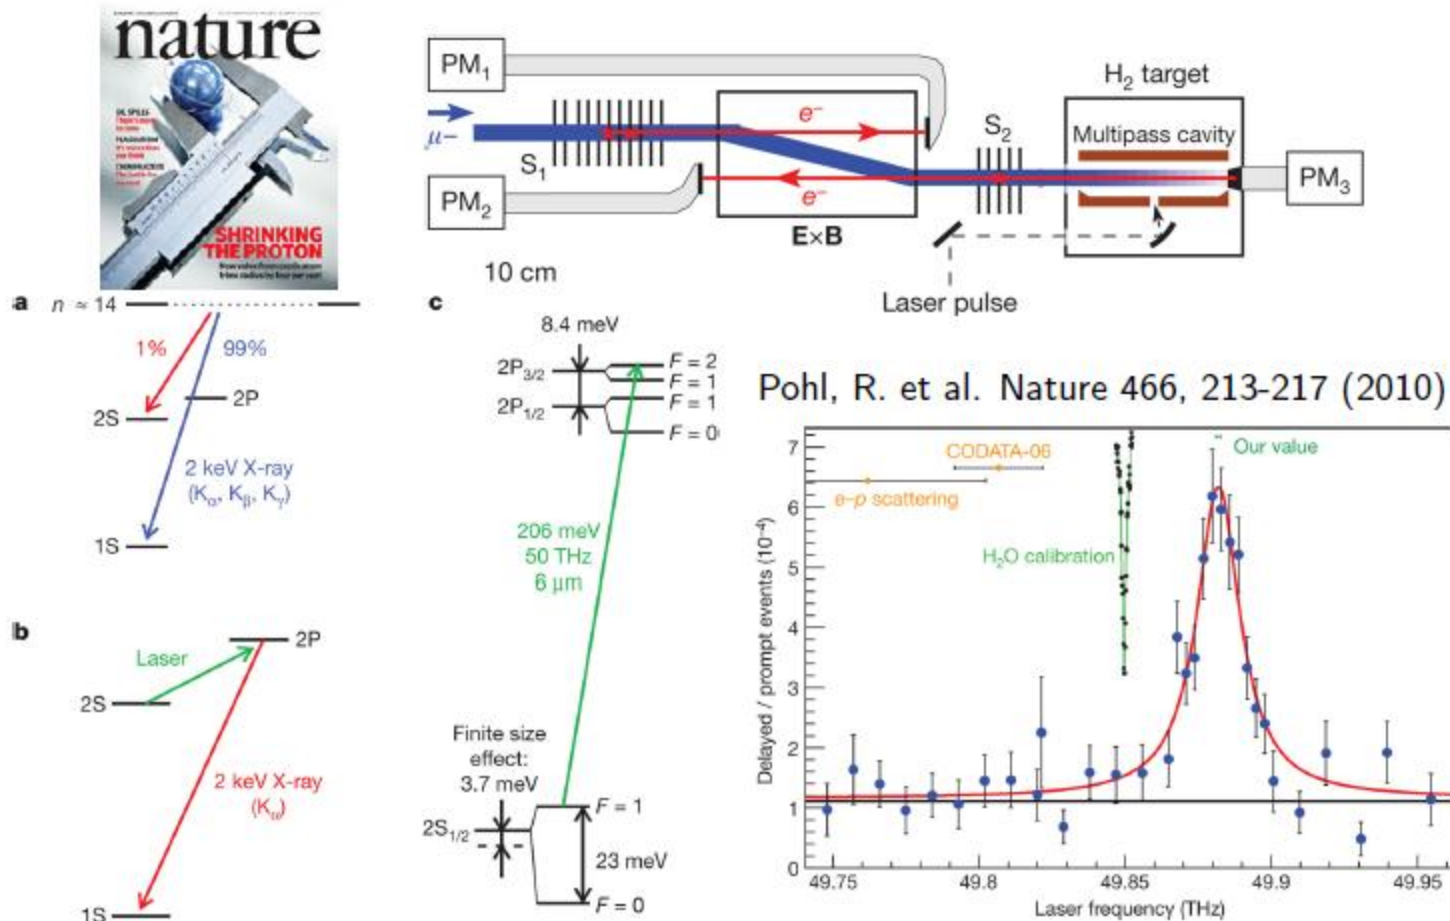 nature
SHRINKING
THE PROTON
PM₁
μ−
S₁
PM₂
e⁻
e⁻
E×B
10 cm
S₂
H₂ target
Multipass cavity
PM₃
Laser pulse
a
n ≃ 14
1%
99%
2P
2S
2 keV X-ray
(Kα, Kβ, Kγ)
1S
b
2P
Laser
2S
2 keV X-ray
(Kα)
1S
c
8.4 meV
2P₃/₂
F = 2
F = 1
2P₁/₂
F = 1
F = 0
206 meV
50 THz
6 μm
Finite size
effect:
3.7 meV
F = 1
2S₁/₂
23 meV
F = 0
Pohl, R. et al. Nature 466, 213-217 (2010)
7
6
5
4
3
2
1
0
Delayed / prompt events (10⁻⁴)
CODATA-06
Our value
e–p scattering
H₂O calibration
49.75
49.8
49.85
49.9
49.95
Laser frequency (THz)